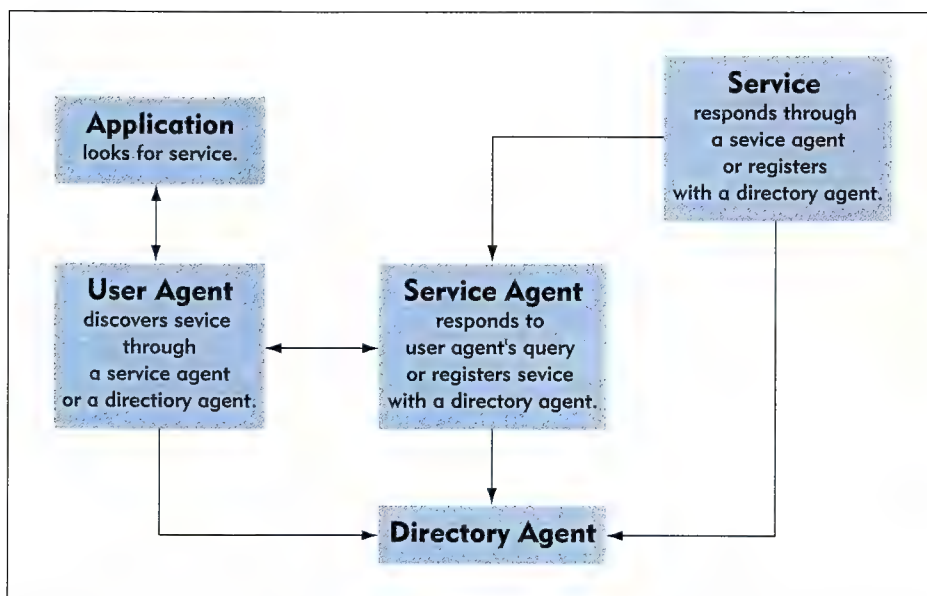 Application
looks for service.
Service
responds through
a sevice agent
or registers
with a directory agent.
User Agent
discovers sevice
through
a service agent
or a directiory agent.
Service Agent
responds to
user agent's query
or registers sevice
with a directory agent.
Directory Agent